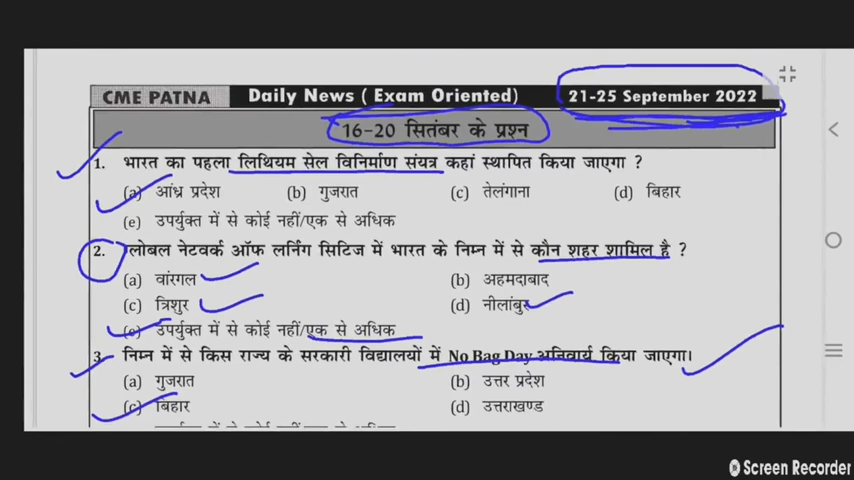 CME PATNA Daily News ( Exam Oriented) 21-25 September 2022
16-20 सितंबर के प्रश्न
1. भारत का पहला लिथियम सेल विनिर्माण संयत्र कहां स्थापित किया जाएगा ?
(a) आंध्र प्रदेश (b) गुजरात (c) तेलंगाना (d) बिहार
(e) उपर्युक्त में से कोई नहीं/एक से अधिक
2. ग्लोबल नेटवर्क ऑफ लर्निंग सिटिज में भारत के निम्न में से कौन शहर शामिल है ?
(a) वारंगल (b) अहमदाबाद
(c) त्रिशुर (d) नीलांबुर
(e) उपर्युक्त में से कोई नहीं/एक से अधिक
3. निम्न में से किस राज्य के सरकारी विद्यालयों में No Bag Day अनिवार्य किया जाएगा।
(a) गुजरात (b) उत्तर प्रदेश
(c) बिहार (d) उत्तराखण्ड
Screen Recorder